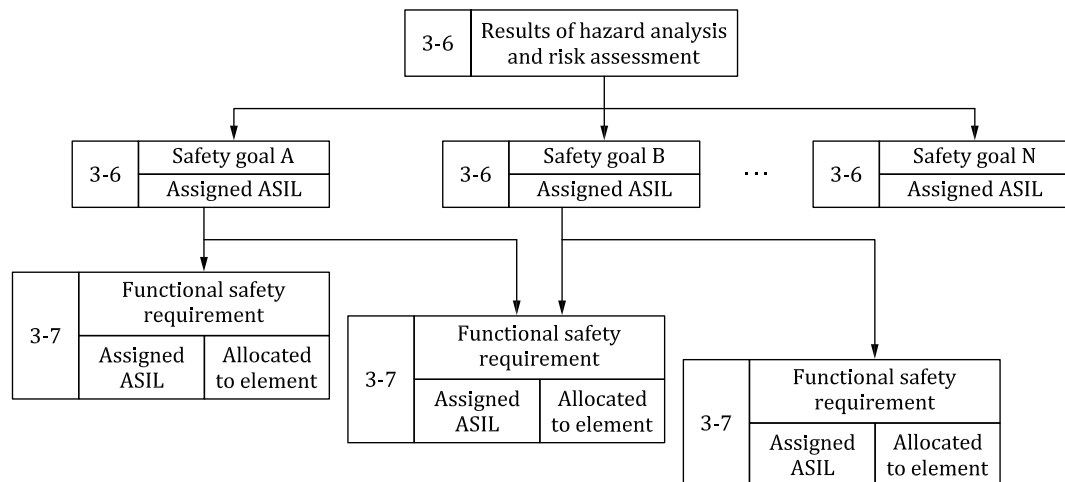 3-6
Results of hazard analysis
and risk assessment
3-6
Safety goal A
Assigned ASIL
3-6
Safety goal B
Assigned ASIL
...
3-6
Safety goal N
Assigned ASIL
3-7
Functional safety
requirement
Assigned
ASIL
Allocated
to element
3-7
Functional safety
requirement
Assigned
ASIL
Allocated
to element
3-7
Functional safety
requirement
Assigned
ASIL
Allocated
to element